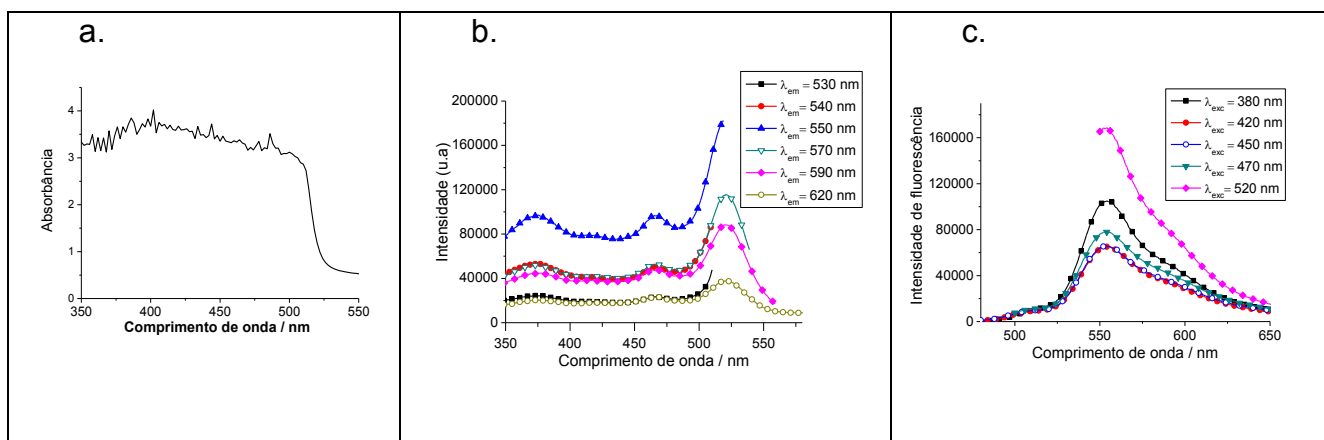 a.
Absorbância
4
3
2
1
0
350 400 450 500 550
Comprimento de onda / nm
b.
Intensidade (u.a)
200000
160000
120000
80000
40000
0
350 400 450 500 550
Comprimento de onda / nm
λem = 530 nm
λem = 540 nm
λem = 550 nm
λem = 570 nm
λem = 590 nm
λem = 620 nm
c.
Intensidade de fluorescência
160000
120000
80000
40000
0
500 550 600 650
Comprimento de onda / nm
λexc = 380 nm
λexc = 420 nm
λexc = 450 nm
λexc = 470 nm
λexc = 520 nm